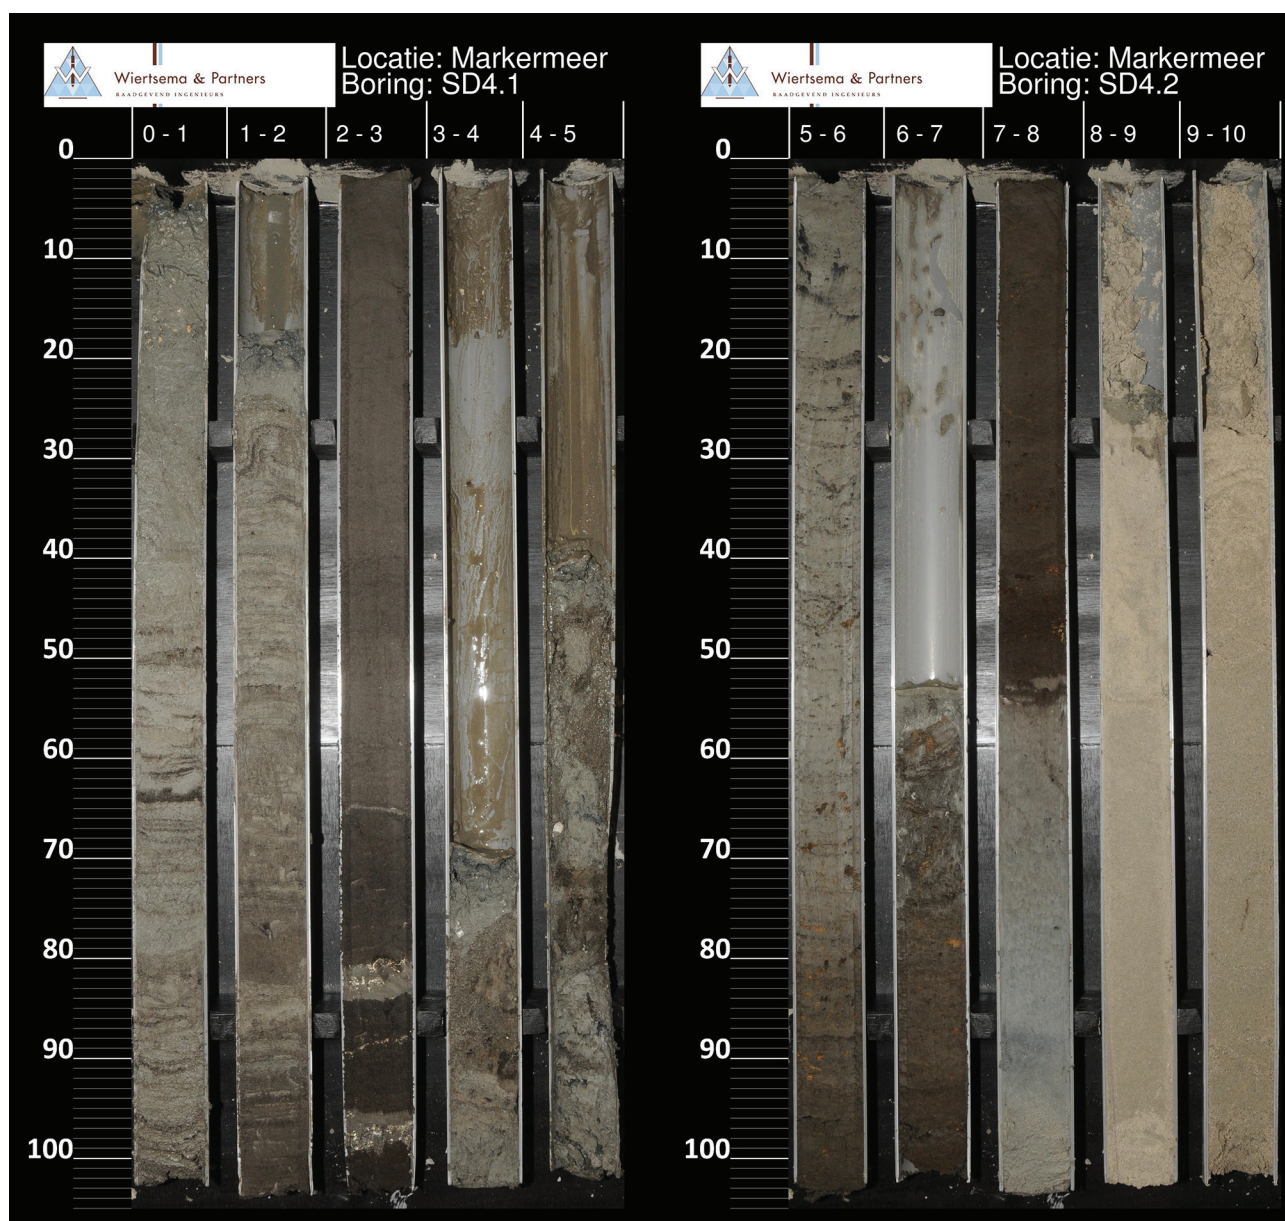 Wiertsema & Partners
RAADGEVEND INGENIEURS
Locatie: Markermeer
Boring: SD4.1
0 - 1
1 - 2
2 - 3
3 - 4
4 - 5
0
10
20
30
40
50
60
70
80
90
100
Wiertsema & Partners
RAADGEVEND INGENIEURS
Locatie: Markermeer
Boring: SD4.2
5 - 6
6 - 7
7 - 8
8 - 9
9 - 10
0
10
20
30
40
50
60
70
80
90
100